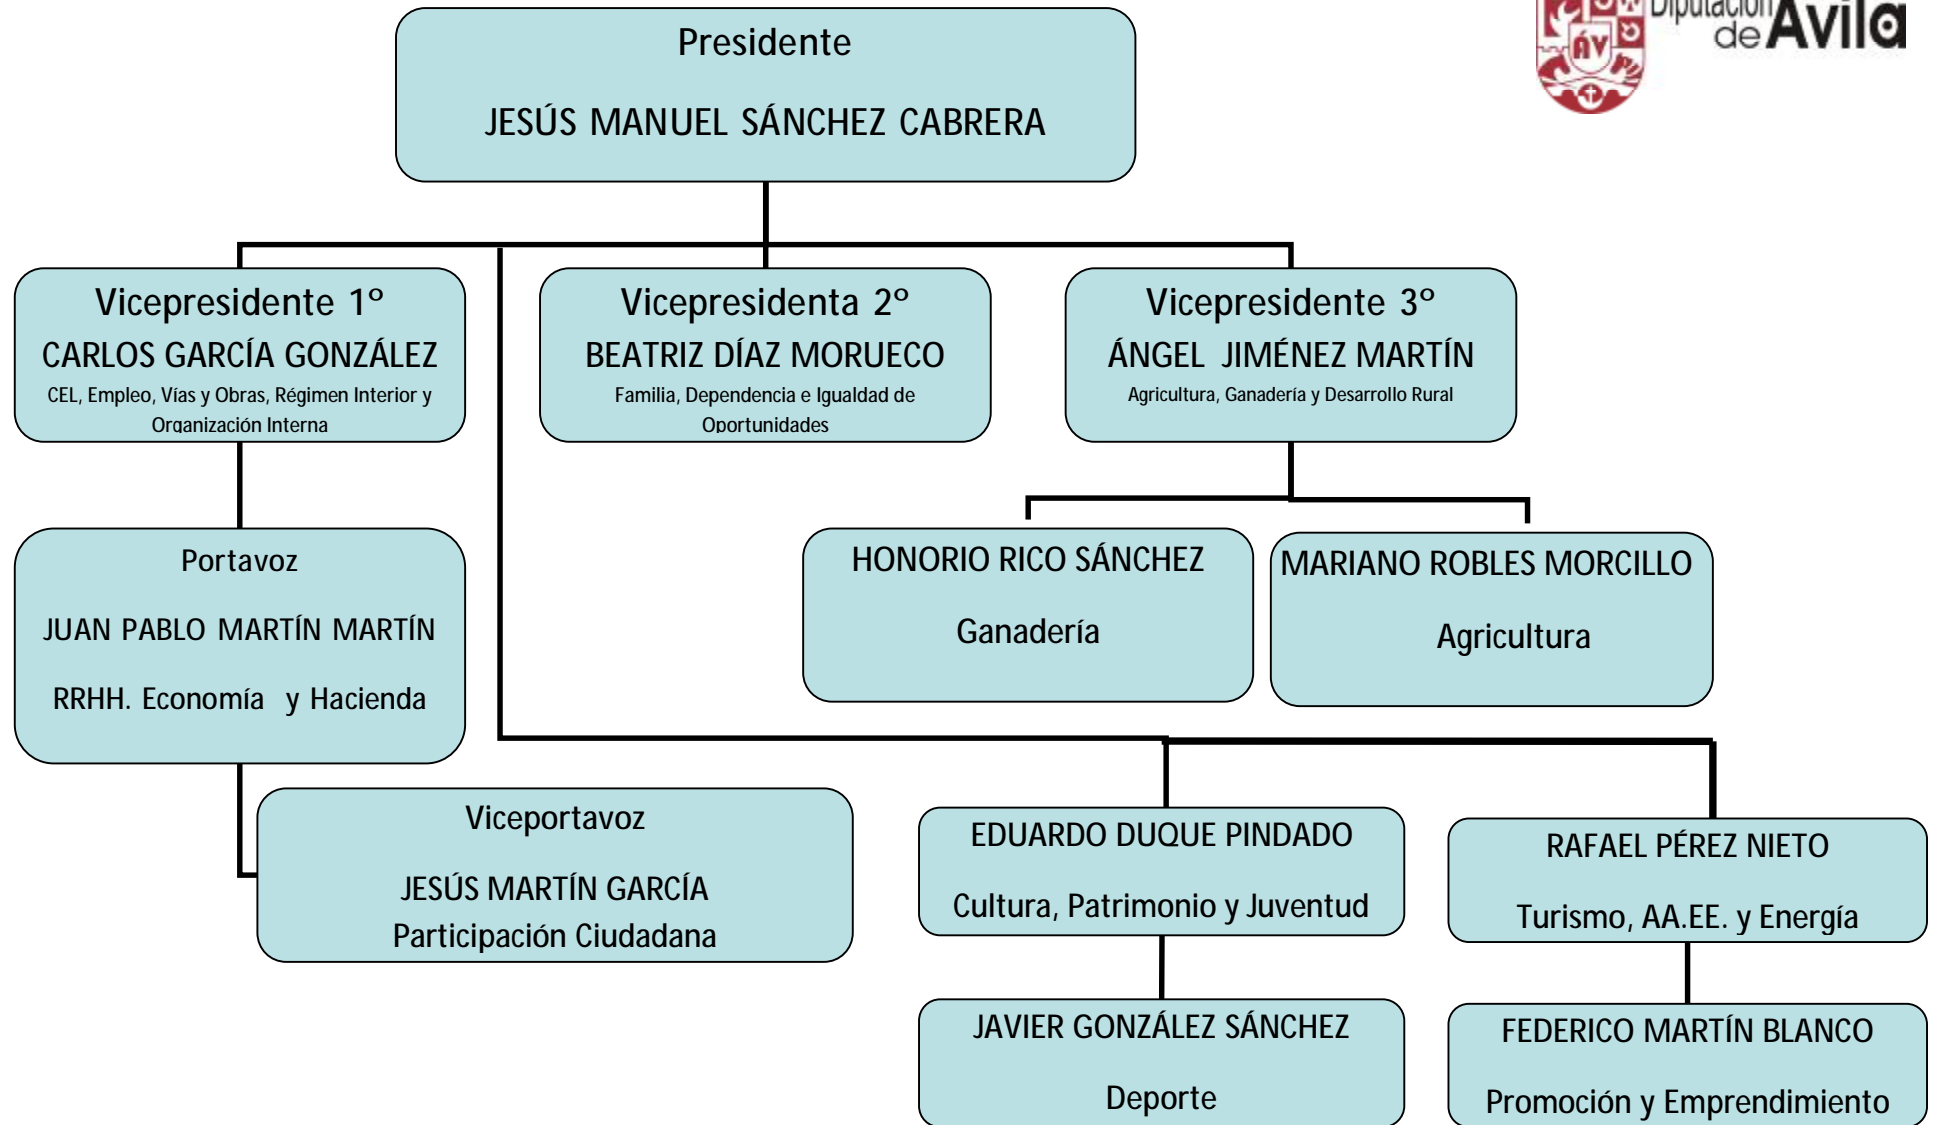 Diputación
de Ávila
ÁV
Presidente
JESÚS MANUEL SÁNCHEZ CABRERA
Vicepresidente 1º
CARLOS GARCÍA GONZÁLEZ
CEL, Empleo, Vías y Obras, Régimen Interior y
Organización Interna
Vicepresidenta 2º
BEATRIZ DÍAZ MORUECO
Familia, Dependencia e Igualdad de
Oportunidades
Vicepresidente 3º
ÁNGEL JIMÉNEZ MARTÍN
Agricultura, Ganadería y Desarrollo Rural
Portavoz
JUAN PABLO MARTÍN MARTÍN
RRHH. Economía y Hacienda
HONORIO RICO SÁNCHEZ
Ganadería
MARIANO ROBLES MORCILLO
Agricultura
Viceportavoz
JESÚS MARTÍN GARCÍA
Participación Ciudadana
EDUARDO DUQUE PINDADO
Cultura, Patrimonio y Juventud
RAFAEL PÉREZ NIETO
Turismo, AA.EE. y Energía
JAVIER GONZÁLEZ SÁNCHEZ
Deporte
FEDERICO MARTÍN BLANCO
Promoción y Emprendimiento